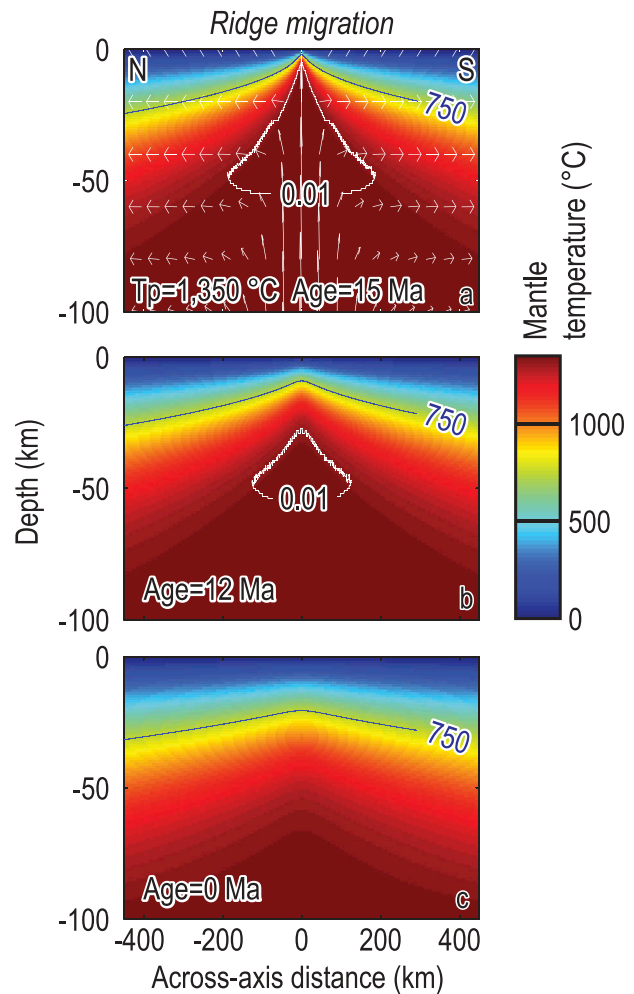 Ridge migration
0
N
S
750
-50
0.01
Tp=1,350 °C Age=15 Ma
a
-100
0
750
-50
0.01
Age=12 Ma
b
-100
0
750
-50
Age=0 Ma
c
-100
-400
-200
0
200
400
Across-axis distance (km)
Depth (km)
Mantle
temperature (°C)
1000
500
0